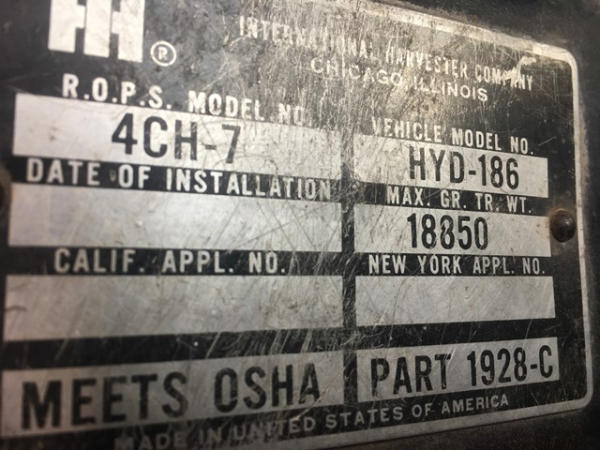 IH ®
INTERNATIONAL HARVESTER COMPANY
CHICAGO, ILLINOIS
R.O.P.S. MODEL NO.
4CH-7
VEHICLE MODEL NO.
HYD-186
DATE OF INSTALLATION
MAX. GR. TR. WT.
18850
CALIF. APPL. NO.
NEW YORK APPL. NO.
MEETS OSHA
PART 1928-C
MADE IN UNITED STATES OF AMERICA